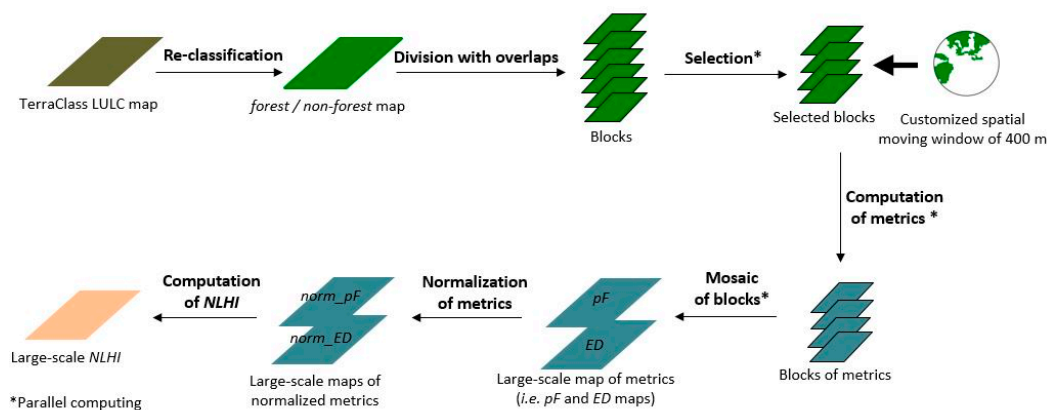 Re-classification
Division with overlaps
Selection*
TerraClass LULC map
forest / non-forest map
Blocks
Selected blocks
Customized spatial
moving window of 400 m
Computation
of metrics *
Computation
of NLHI
norm_pF
norm_ED
Normalization
of metrics
pF
ED
Mosaic
of blocks*
Large-scale NLHI
Large-scale maps of
normalized metrics
Large-scale map of metrics
(i.e. pF and ED maps)
Blocks of metrics
*Parallel computing